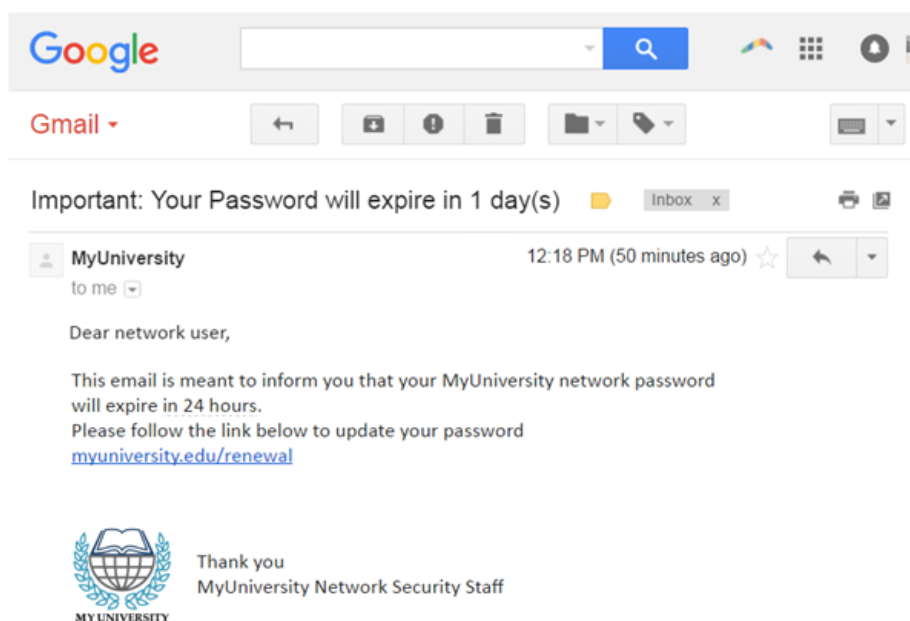 Google
Gmail
Important: Your Password will expire in 1 day(s)
Inbox x
MyUniversity
12:18 PM (50 minutes ago)
to me
Dear network user,
This email is meant to inform you that your MyUniversity network password
will expire in 24 hours.
Please follow the link below to update your password
myuniversity.edu/renewal
Thank you
MyUniversity Network Security Staff
MY UNIVERSITY